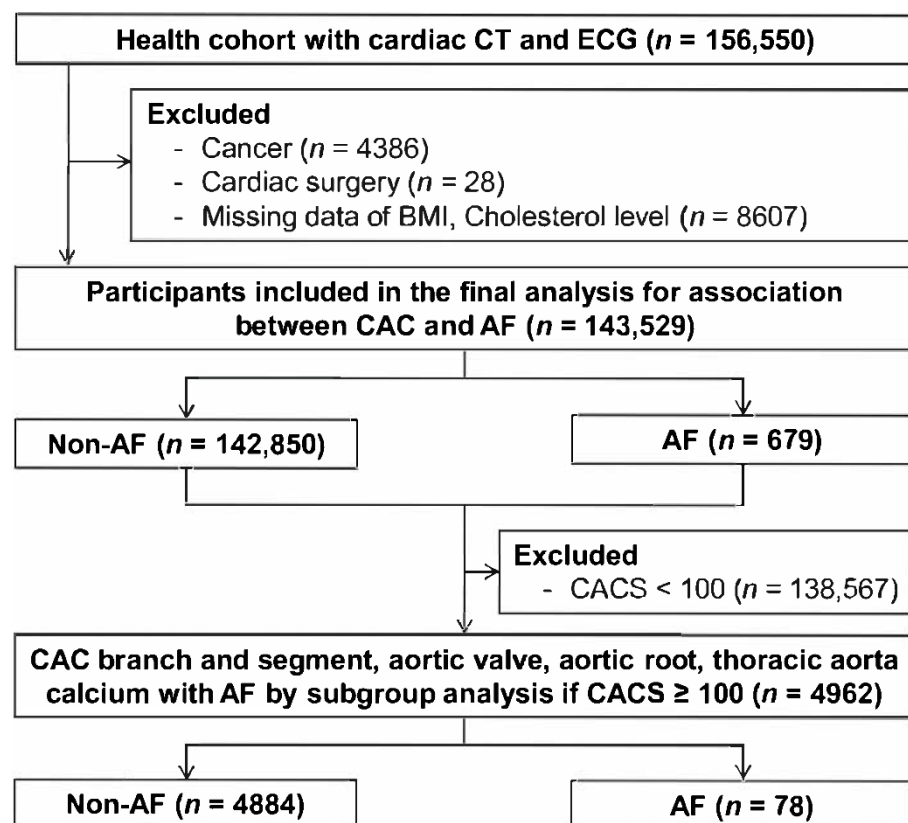 Health cohort with cardiac CT and ECG (n = 156,550)
Excluded
- Cancer (n = 4386)
- Cardiac surgery (n = 28)
- Missing data of BMI, Cholesterol level (n = 8607)
Participants included in the final analysis for association
between CAC and AF (n = 143,529)
Non-AF (n = 142,850)
AF (n = 679)
Excluded
- CACS < 100 (n = 138,567)
CAC branch and segment, aortic valve, aortic root, thoracic aorta
calcium with AF by subgroup analysis if CACS ≥ 100 (n = 4962)
Non-AF (n = 4884)
AF (n = 78)